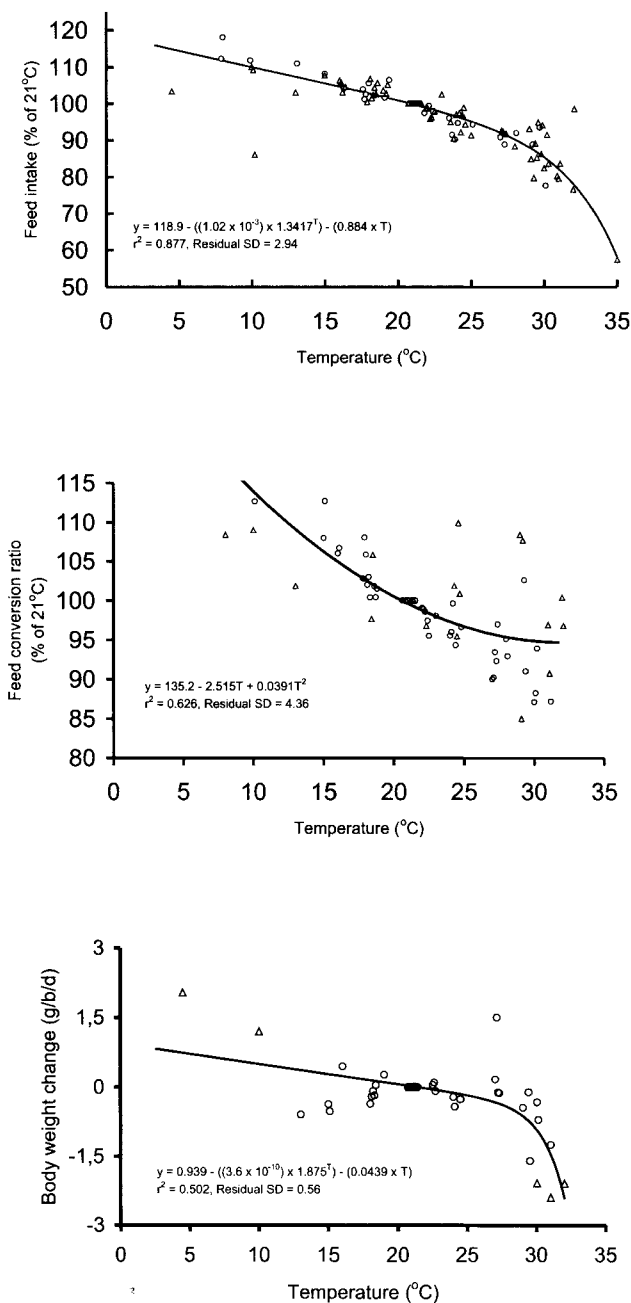 120
110
100
90
80
70
60
50
Feed intake (% of 21°C)
y = 118.9 - ((1.02 x 10⁻³) x 1.3417ᵀ) - (0.884 x T)
r² = 0.877, Residual SD = 2.94
0 5 10 15 20 25 30 35
Temperature (°C)
115
110
105
100
95
90
85
80
Feed conversion ratio
(% of 21°C)
y = 135.2 - 2.515T + 0.0391T²
r² = 0.626, Residual SD = 4.36
0 5 10 15 20 25 30 35
Temperature (°C)
3
1,5
0
-1,5
-3
Body weight change (g/b/d)
y = 0.939 - ((3.6 x 10⁻¹⁰) x 1.875ᵀ) - (0.0439 x T)
r² = 0.502, Residual SD = 0.56
0 5 10 15 20 25 30 35
2
Temperature (°C)